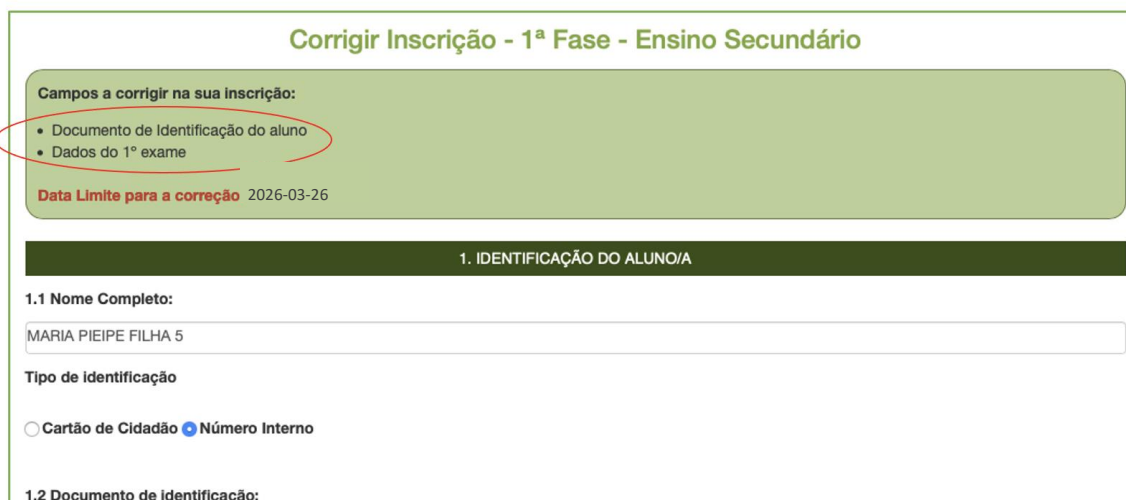 Corrigir Inscrição - 1ª Fase - Ensino Secundário
Campos a corrigir na sua inscrição:
• Documento de Identificação do aluno
• Dados do 1º exame
Data Limite para a correção 2026-03-26
1. IDENTIFICAÇÃO DO ALUNO/A
1.1 Nome Completo:
MARIA PIEIPE FILHA 5
Tipo de identificação
Cartão de Cidadão Número Interno
1.2 Documento de identificação: